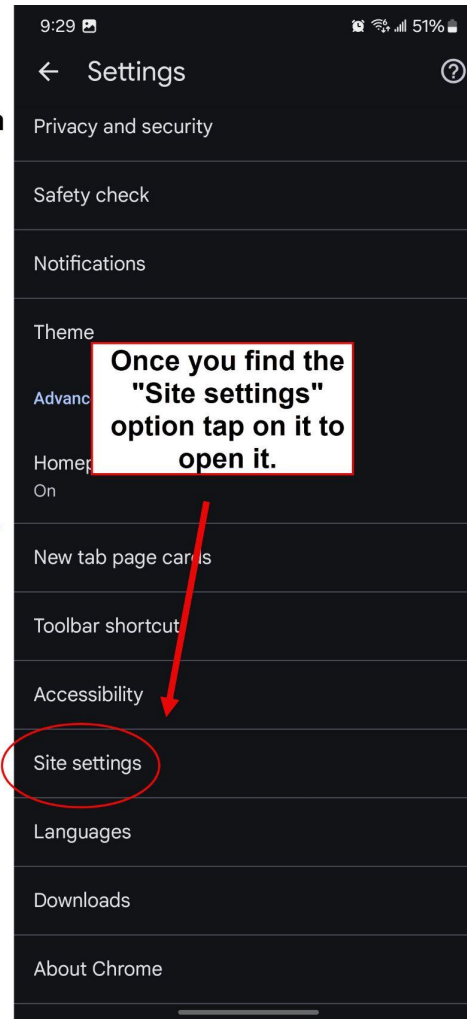 9:29 51%
Settings
Privacy and security
Safety check
Notifications
Theme
Once you find the
"Site settings"
option tap on it to
open it.
Advanc
Homep
On
New tab page cards
Toolbar shortcut
Accessibility
Site settings
Languages
Downloads
About Chrome